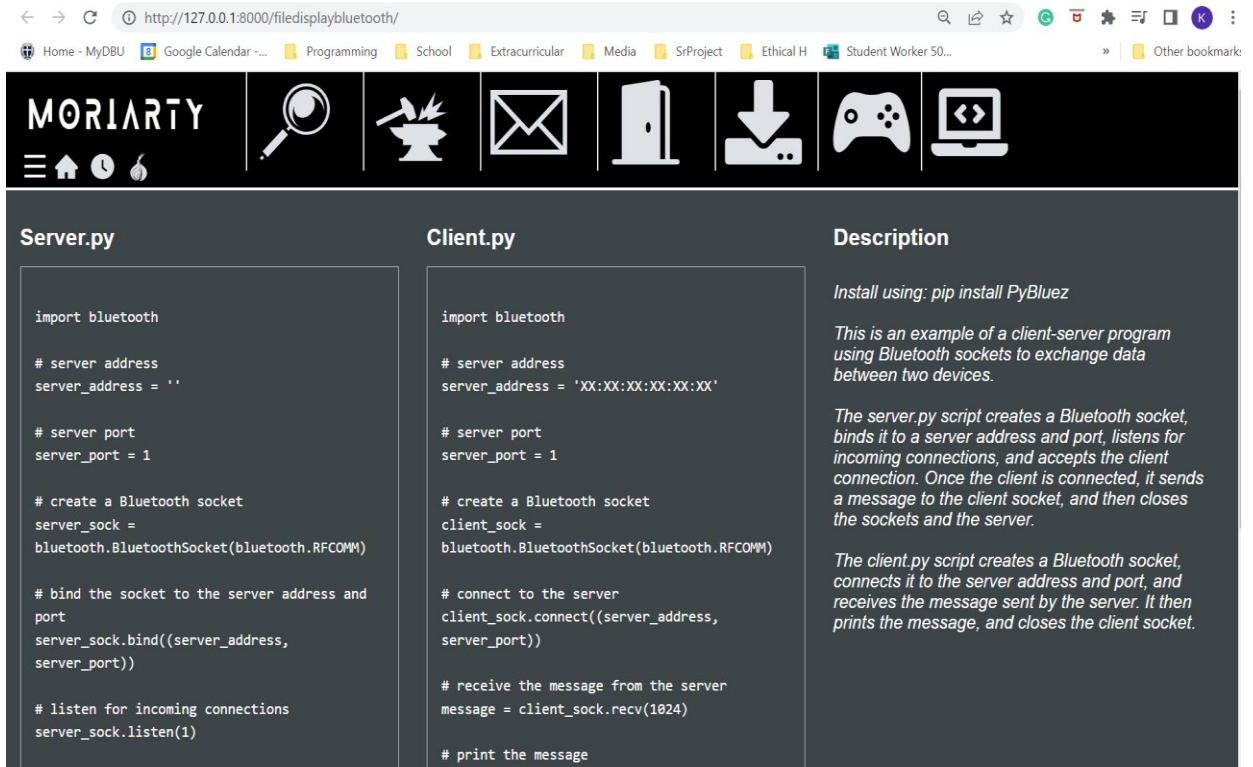 http://127.0.0.1:8000/filedisplaybluetooth/
K
Home - MyDBU
8
Google Calendar -...
Programming
School
Extracurricular
Media
SrProject
Ethical H
Student Worker 50...
»
Other bookmarks
MORIARTY
Server.py
import bluetooth
# server address
server_address = ''
# server port
server_port = 1
# create a Bluetooth socket
server_sock =
bluetooth.BluetoothSocket(bluetooth.RFCOMM)
# bind the socket to the server address and
port
server_sock.bind((server_address,
server_port))
# listen for incoming connections
server_sock.listen(1)
Client.py
import bluetooth
# server address
server_address = 'XX:XX:XX:XX:XX:XX'
# server port
server_port = 1
# create a Bluetooth socket
client_sock =
bluetooth.BluetoothSocket(bluetooth.RFCOMM)
# connect to the server
client_sock.connect((server_address,
server_port))
# receive the message from the server
message = client_sock.recv(1024)
# print the message
Description
Install using: pip install PyBluez
This is an example of a client-server program
using Bluetooth sockets to exchange data
between two devices.
The server.py script creates a Bluetooth socket,
binds it to a server address and port, listens for
incoming connections, and accepts the client
connection. Once the client is connected, it sends
a message to the client socket, and then closes
the sockets and the server.
The client.py script creates a Bluetooth socket,
connects it to the server address and port, and
receives the message sent by the server. It then
prints the message, and closes the client socket.